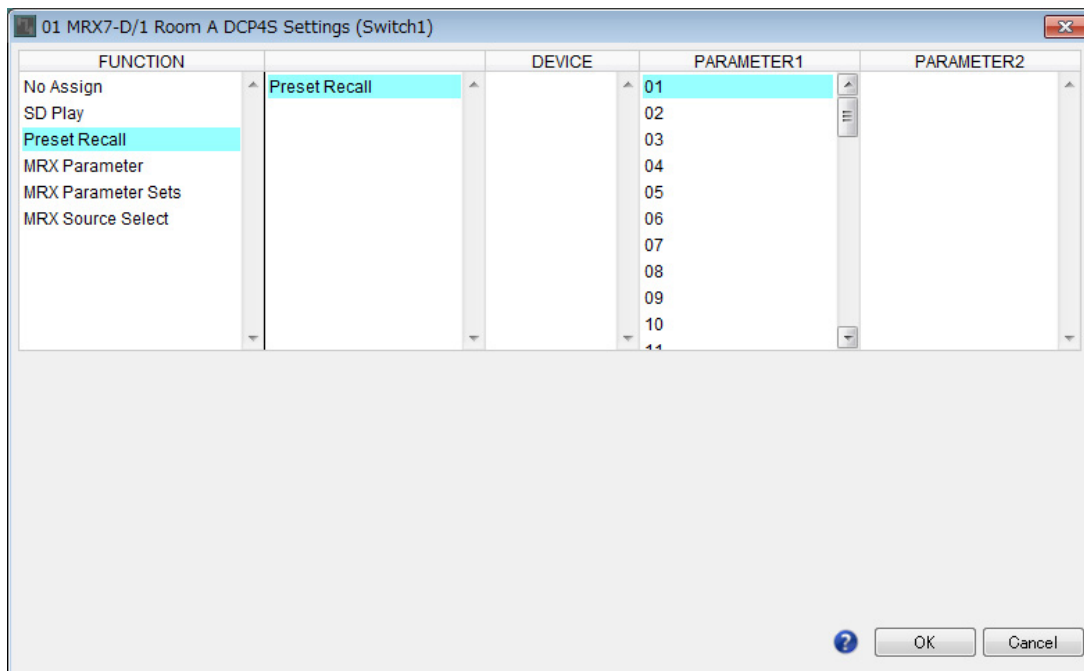 01 MRX7-D/1 Room A DCP4S Settings (Switch1)
FUNCTION DEVICE PARAMETER1 PARAMETER2
No Assign Preset Recall 01
SD Play 02
Preset Recall 03
MRX Parameter 04
MRX Parameter Sets 05
MRX Source Select 06
07
08
09
10
11
? OK Cancel